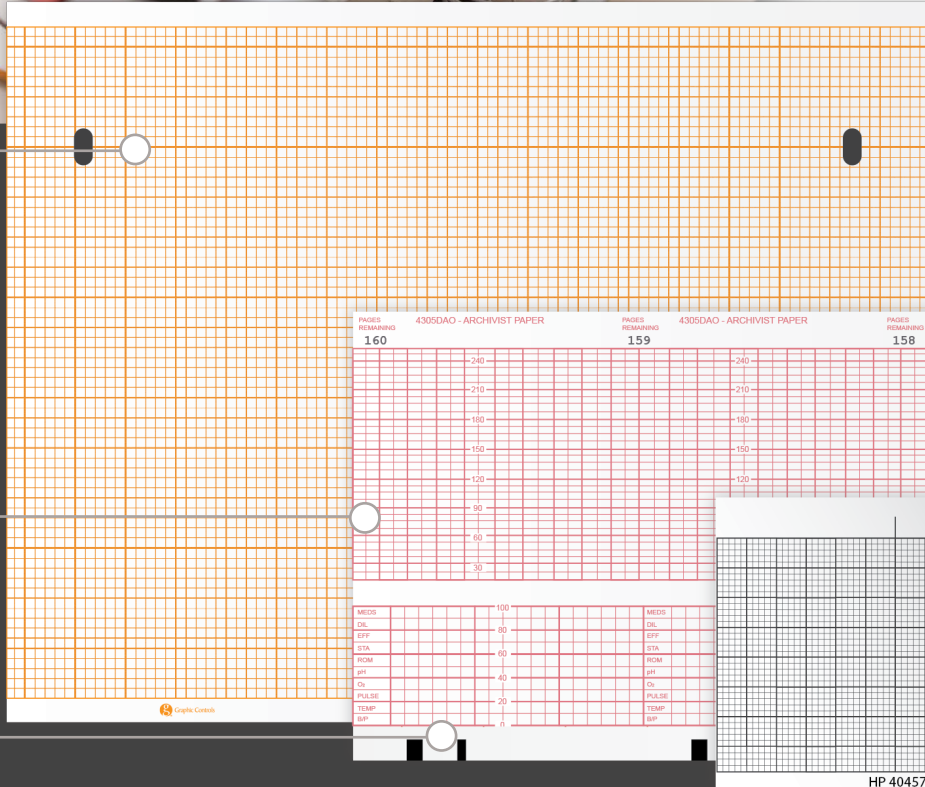 PAGES REMAINING
160
4305DAO - ARCHIVIST PAPER
PAGES REMAINING
159
4305DAO - ARCHIVIST PAPER
PAGES REMAINING
158
240
240
210
210
180
180
150
150
120
120
90
60
30
MEDS
DIL
EFF
STA
ROM
pH
O₂
PULSE
TEMP
B/P
100
80
60
40
20
0
MEDS
DIL
EFF
STA
ROM
pH
O₂
PULSE
TEMP
B/P
Graphic Controls
HP 40457